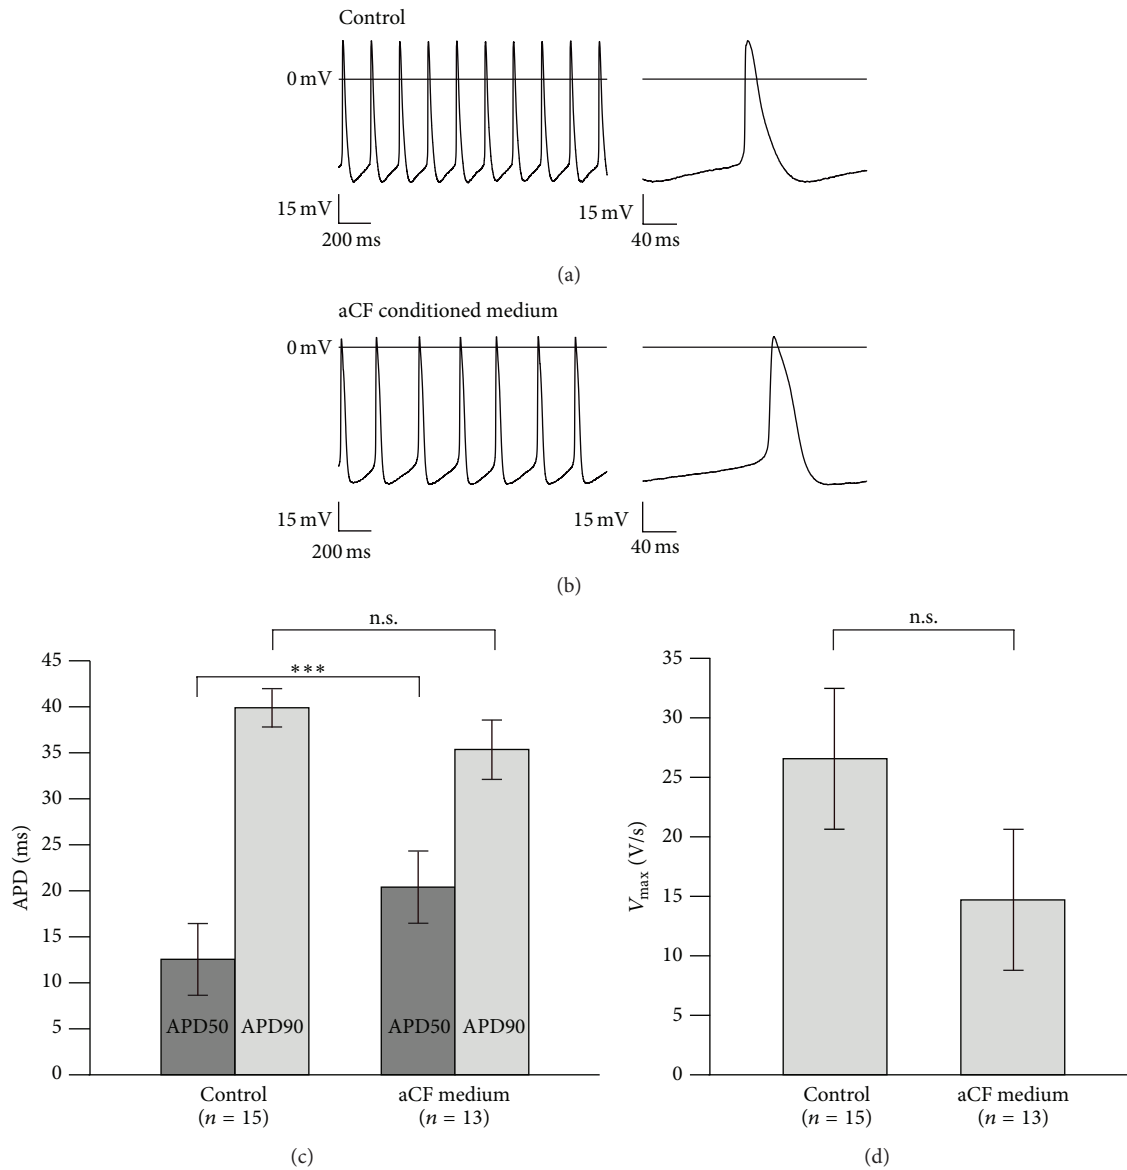 Control
0 mV
15 mV
200 ms
15 mV
40 ms
(a)
aCF conditioned medium
0 mV
15 mV
200 ms
15 mV
40 ms
(b)
n.s.
***
45
40
35
30
25
20
15
10
5
0
APD (ms)
APD50
APD90
APD50
APD90
Control
(n = 15)
aCF medium
(n = 13)
(c)
n.s.
35
30
25
20
15
10
5
0
Vmax (V/s)
Control
(n = 15)
aCF medium
(n = 13)
(d)